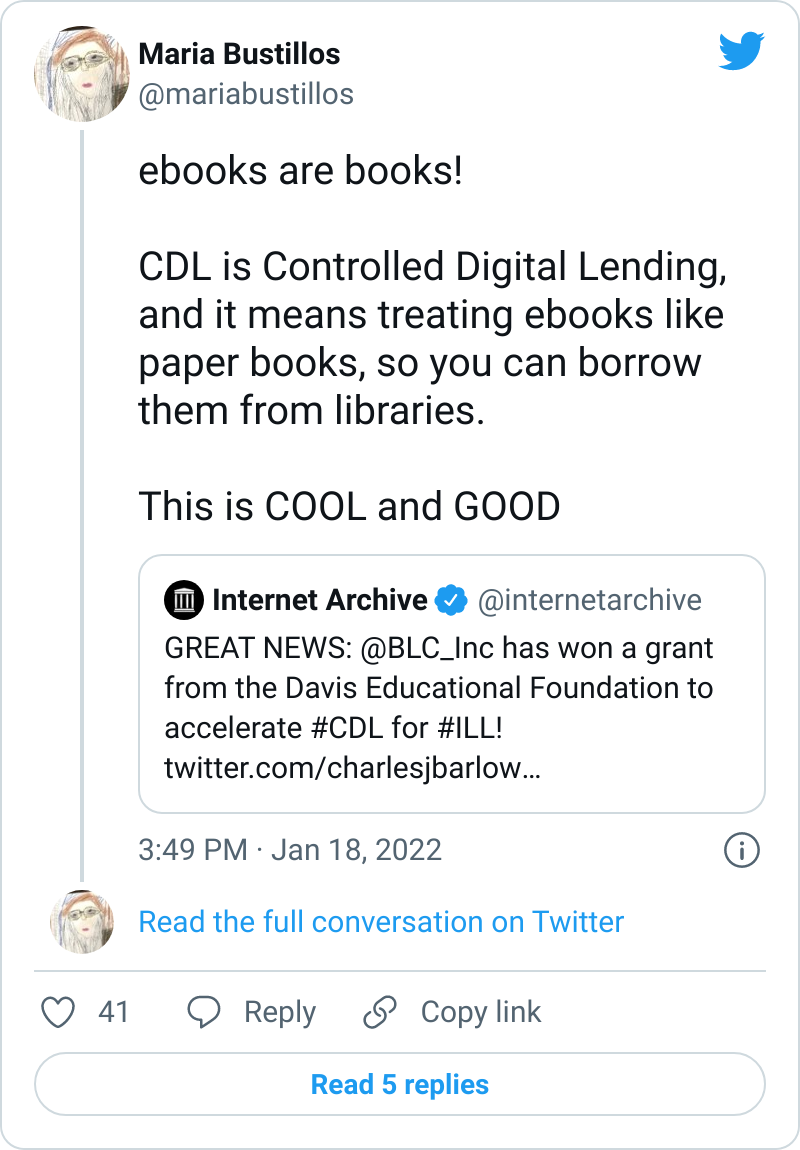 Maria Bustillos
@mariabustillos
ebooks are books!
CDL is Controlled Digital Lending,
and it means treating ebooks like
paper books, so you can borrow
them from libraries.
This is COOL and GOOD
Internet Archive @internetarchive
GREAT NEWS: @BLC_Inc has won a grant
from the Davis Educational Foundation to
accelerate #CDL for #ILL!
twitter.com/charlesjbarlow…
3:49 PM · Jan 18, 2022
Read the full conversation on Twitter
41 Reply Copy link
Read 5 replies